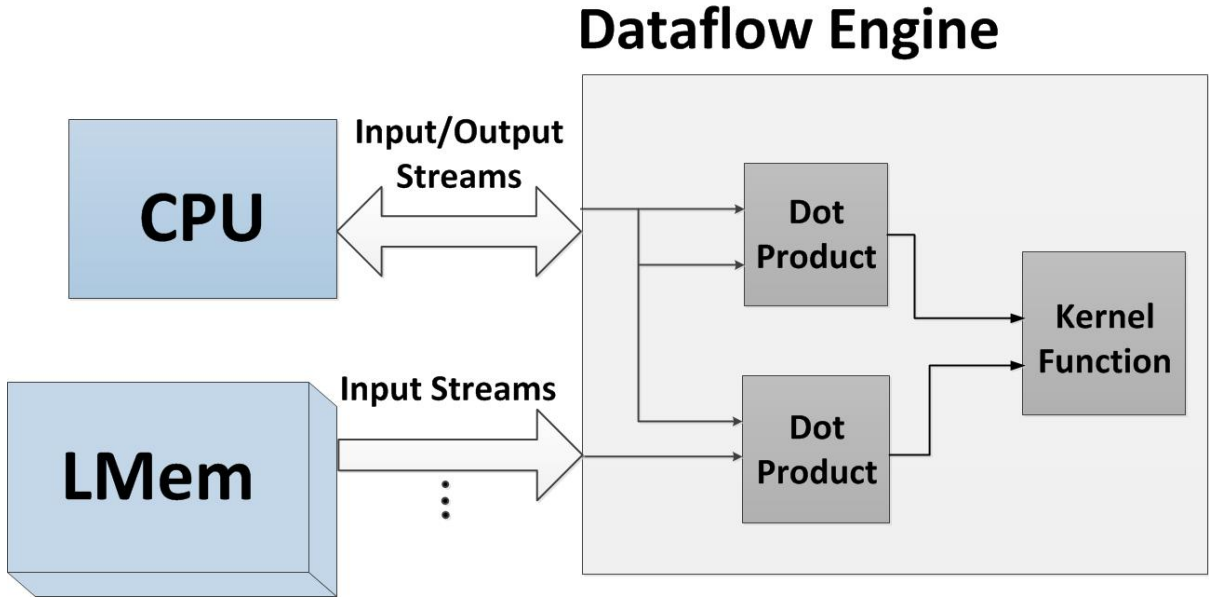 Dataflow Engine
CPU
Input/Output
Streams
Dot
Product
Kernel
Function
LMem
Input Streams
Dot
Product